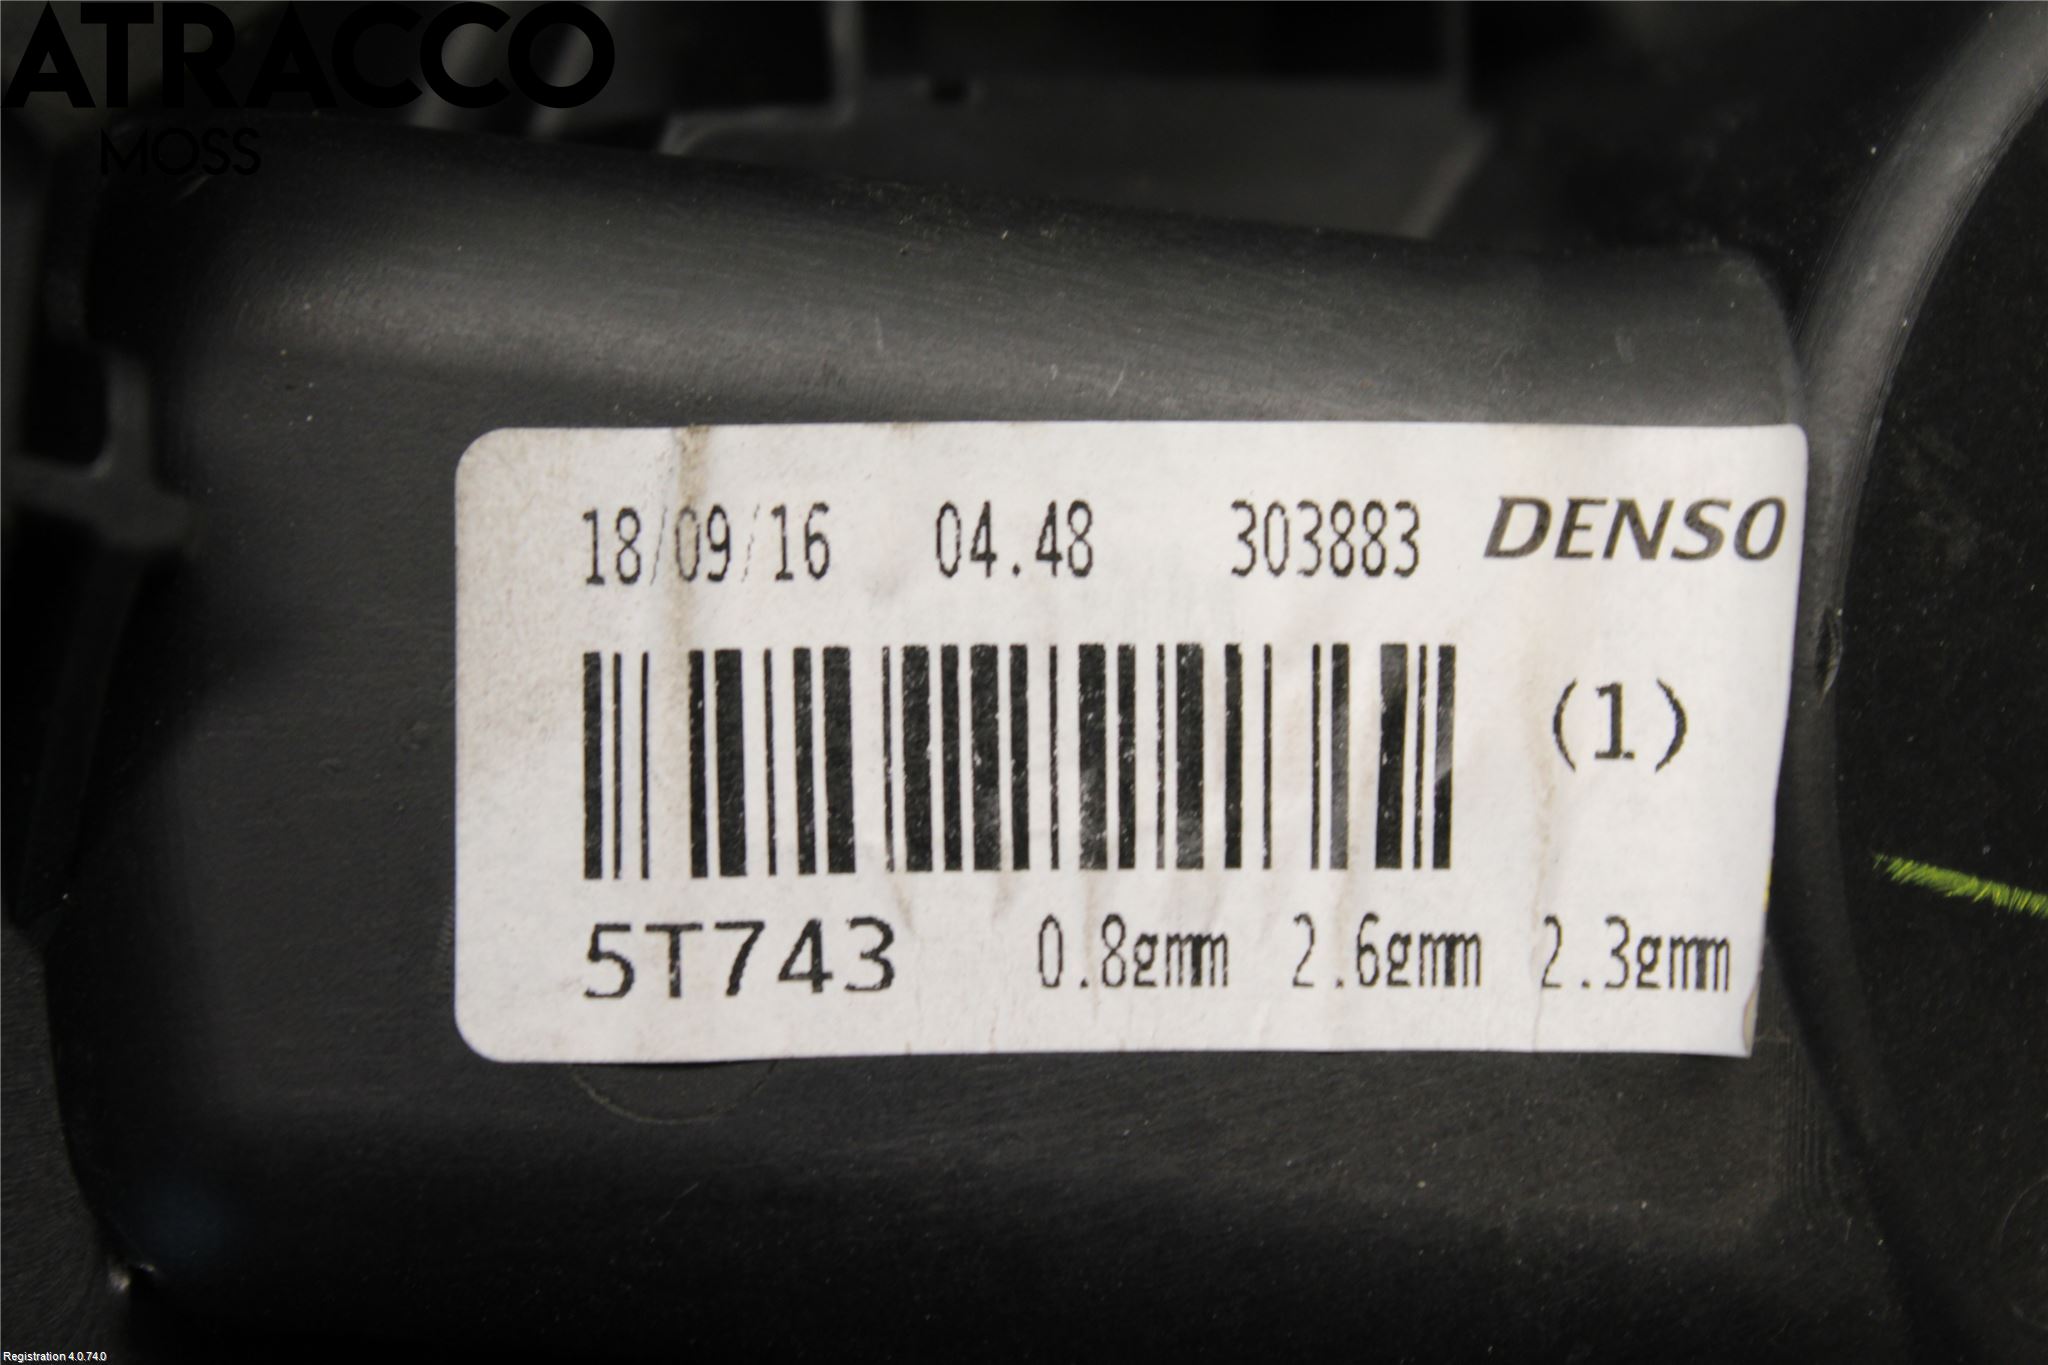 ATRACCO
MOSS
18/09/16 04.48 303883 DENSO
(1)
5T743 0.8gmm 2.6gmm 2.3gmm
Registration 4.0.74.0